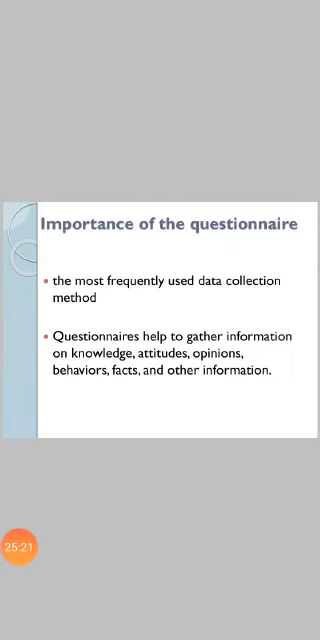 Importance of the questionnaire
• the most frequently used data collection
method
• Questionnaires help to gather information
on knowledge, attitudes, opinions,
behaviors, facts, and other information.
25:21